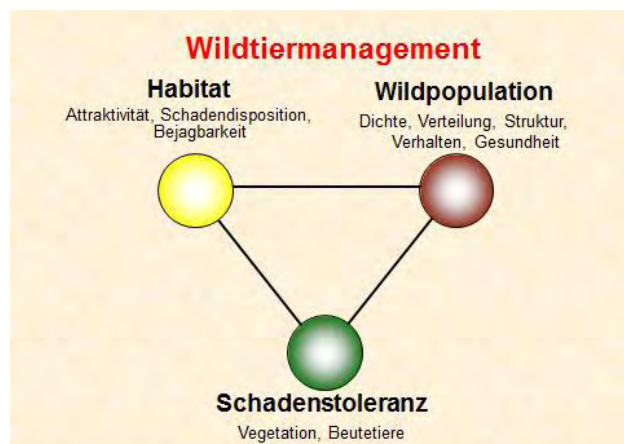 Wildtiermanagement
Habitat
Attraktivität, Schadendisposition,
Bejagbarkeit
Wildpopulation
Dichte, Verteilung, Struktur,
Verhalten, Gesundheit
Schadenstoleranz
Vegetation, Beutetiere